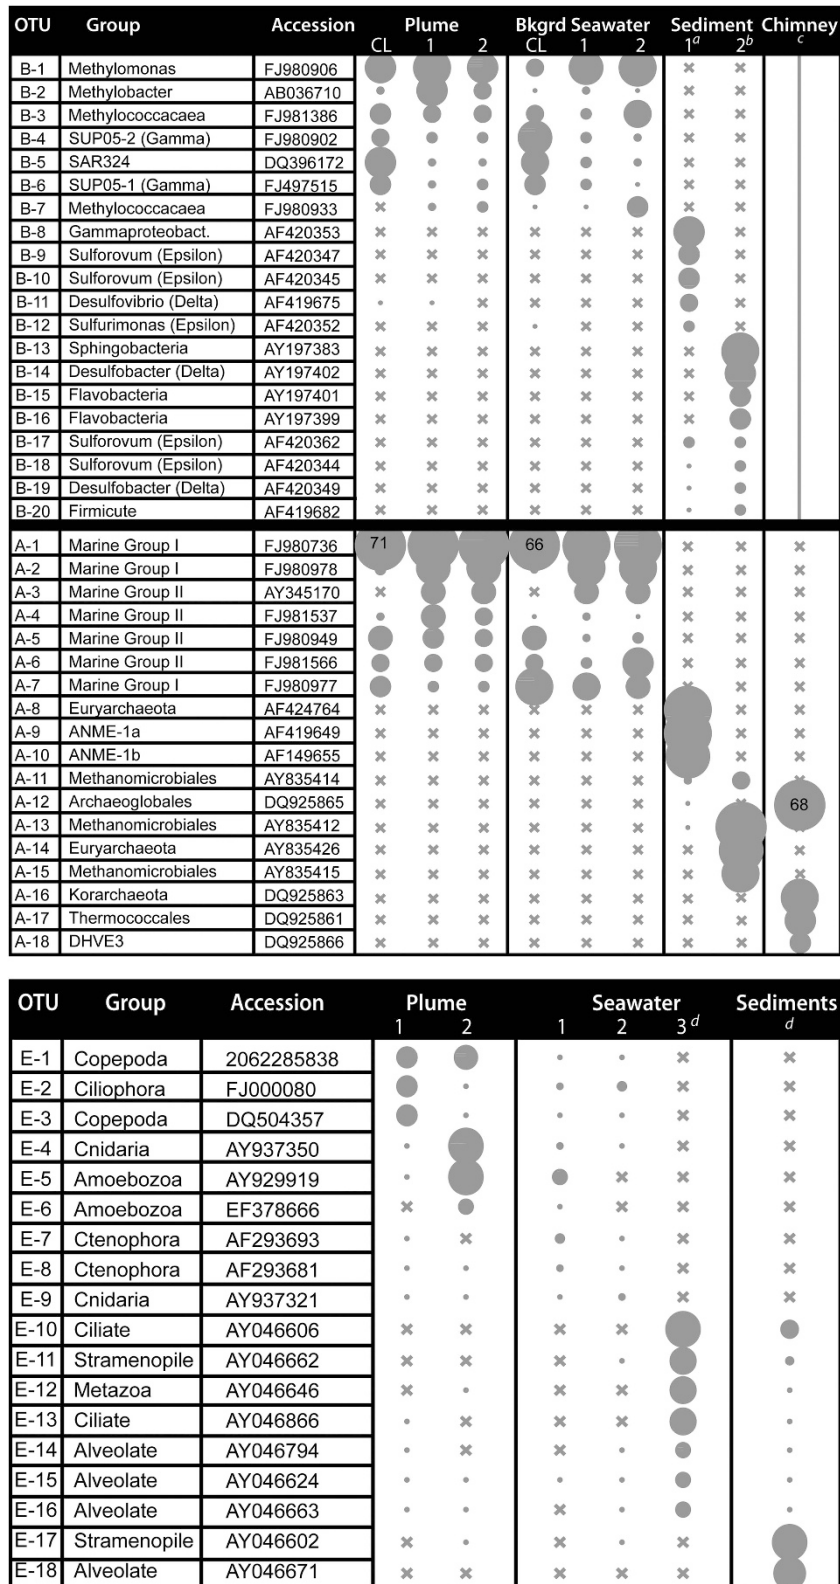 OTU Group Accession Plume Bkgrd Seawater Sediment Chimney
CL 1 2 CL 1 2 1a 2b c
B-1 Methylomonas FJ980906
B-2 Methylobacter AB036710
B-3 Methylococcacaea FJ981386
B-4 SUP05-2 (Gamma) FJ980902
B-5 SAR324 DQ396172
B-6 SUP05-1 (Gamma) FJ497515
B-7 Methylococcacaea FJ980933
B-8 Gammaproteobact. AF420353
B-9 Sulforovum (Epsilon) AF420347
B-10 Sulforovum (Epsilon) AF420345
B-11 Desulfovibrio (Delta) AF419675
B-12 Sulfurimonas (Epsilon) AF420352
B-13 Sphingobacteria AY197383
B-14 Desulfobacter (Delta) AY197402
B-15 Flavobacteria AY197401
B-16 Flavobacteria AY197399
B-17 Sulforovum (Epsilon) AF420362
B-18 Sulforovum (Epsilon) AF420344
B-19 Desulfobacter (Delta) AF420349
B-20 Firmicute AF419682
A-1 Marine Group I FJ980736 71 66
A-2 Marine Group I FJ980978
A-3 Marine Group II AY345170
A-4 Marine Group II FJ981537
A-5 Marine Group II FJ980949
A-6 Marine Group II FJ981566
A-7 Marine Group I FJ980977
A-8 Euryarchaeota AF424764
A-9 ANME-1a AF419649
A-10 ANME-1b AF149655
A-11 Methanomicrobiales AY835414
A-12 Archaeoglobales DQ925865 68
A-13 Methanomicrobiales AY835412
A-14 Euryarchaeota AY835426
A-15 Methanomicrobiales AY835415
A-16 Korarchaeota DQ925863
A-17 Thermococcales DQ925861
A-18 DHVE3 DQ925866
OTU Group Accession Plume Seawater Sediments
1 2 1 2 3d d
E-1 Copepoda 2062285838
E-2 Ciliophora FJ000080
E-3 Copepoda DQ504357
E-4 Cnidaria AY937350
E-5 Amoebozoa AY929919
E-6 Amoebozoa EF378666
E-7 Ctenophora AF293693
E-8 Ctenophora AF293681
E-9 Cnidaria AY937321
E-10 Ciliate AY046606
E-11 Stramenopile AY046662
E-12 Metazoa AY046646
E-13 Ciliate AY046866
E-14 Alveolate AY046794
E-15 Alveolate AY046624
E-16 Alveolate AY046663
E-17 Stramenopile AY046602
E-18 Alveolate AY046671